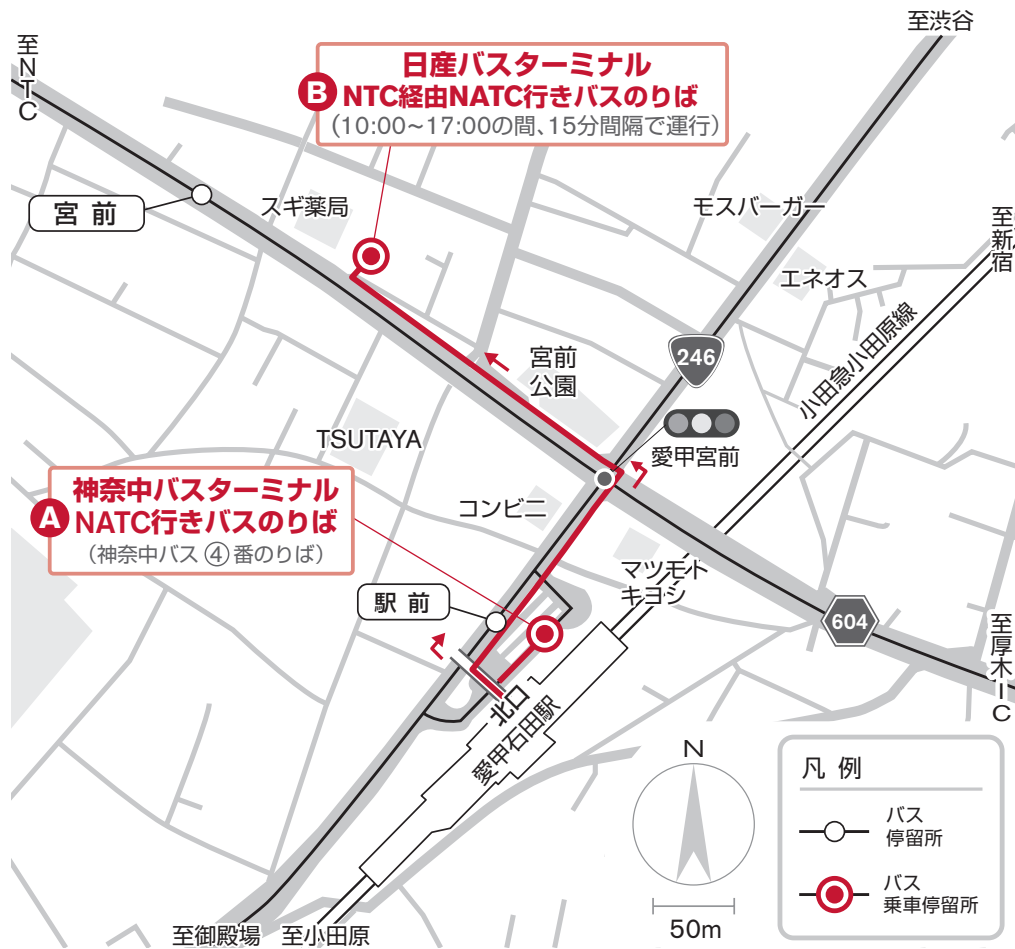 至渋谷
至NTC
日産バスターミナル
B
NTC経由NATC行きバスのりば
(10:00~17:00の間、15分間隔で運行)
宮前
スギ薬局
モスバーガー
至新宿
エネオス
小田急小田原線
246
宮前
公園
TSUTAYA
愛甲宮前
神奈中バスターミナル
A
NATC行きバスのりば
(神奈中バス④番のりば)
コンビニ
マツモト
キヨシ
駅前
604
至厚木IC
北口
愛甲石田駅
N
50m
凡例
バス
停留所
バス
乗車停留所
至御殿場
至小田原